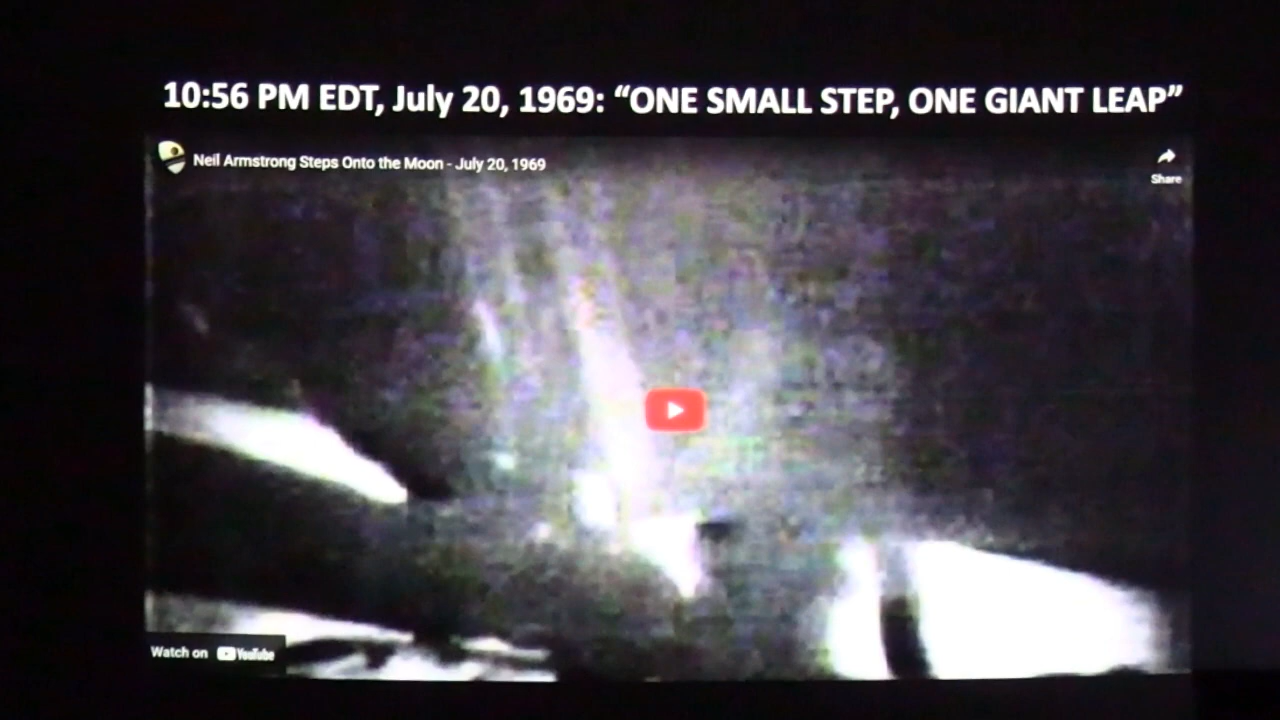 10:56 PM EDT, July 20, 1969: “ONE SMALL STEP, ONE GIANT LEAP”
Neil Armstrong Steps Onto the Moon - July 20, 1969
Share
Watch on YouTube